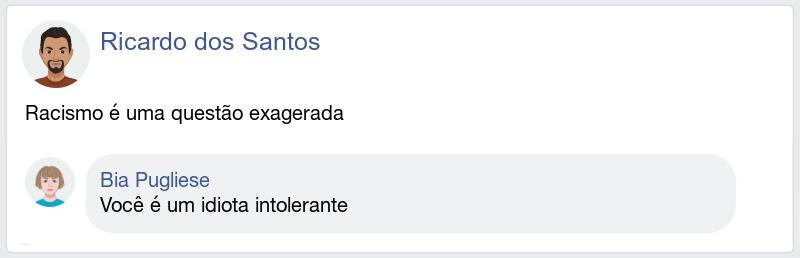 Ricardo dos Santos
Racismo é uma questão exagerada
Bia Pugliese
Você é um idiota intolerante